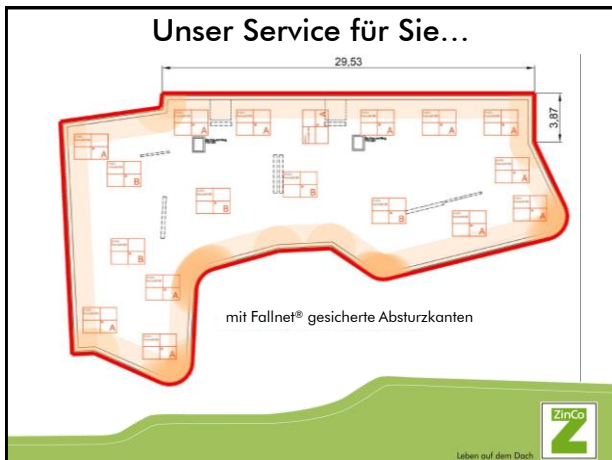 Unser Service für Sie...
29,53
3,87
A
A
A
A
A
A
A
B
A
B
B
A
B
A
B
A
A
A
mit Fallnet® gesicherte Absturzkanten
ZinCo
Leben auf dem Dach